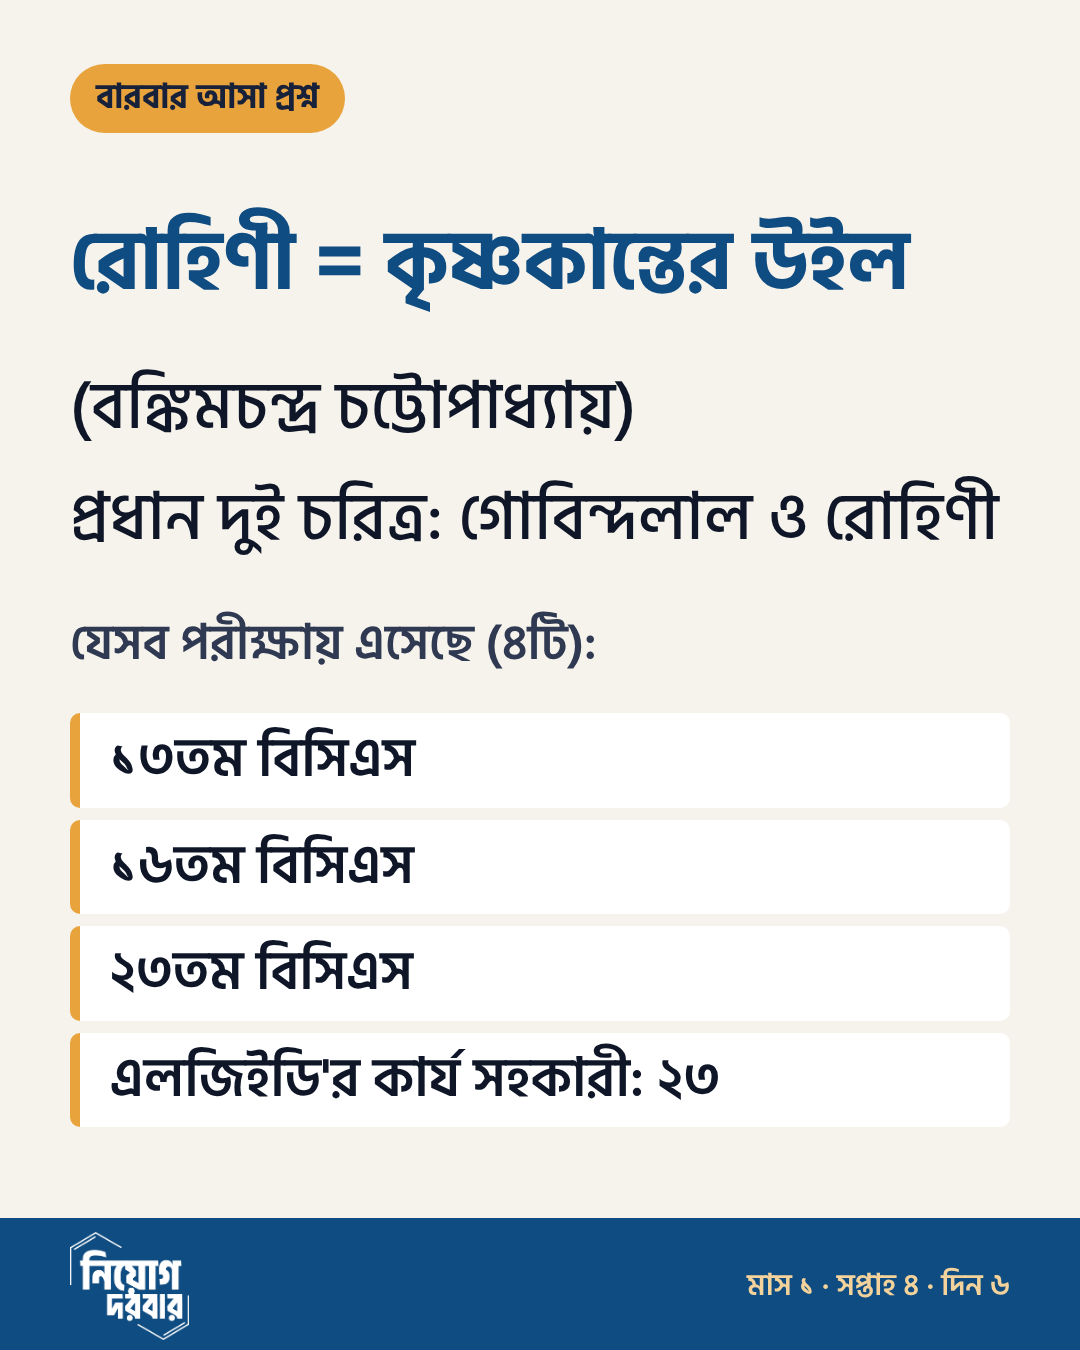 বারবার আসা প্রশ্ন
রোহিণী = কৃষ্ণকান্তের উইল
(বঙ্কিমচন্দ্র চট্টোপাধ্যায়)
প্রধান দুই চরিত্র: গোবিন্দলাল ও রোহিণী
যেসব পরীক্ষায় এসেছে (৪টি):
১৩তম বিসিএস
১৬তম বিসিএস
২৩তম বিসিএস
এলজিইডি'র কার্য সহকারী: ২৩
নিয়োগ
দরবার
মাস ১ · সপ্তাহ ৪ · দিন ৬